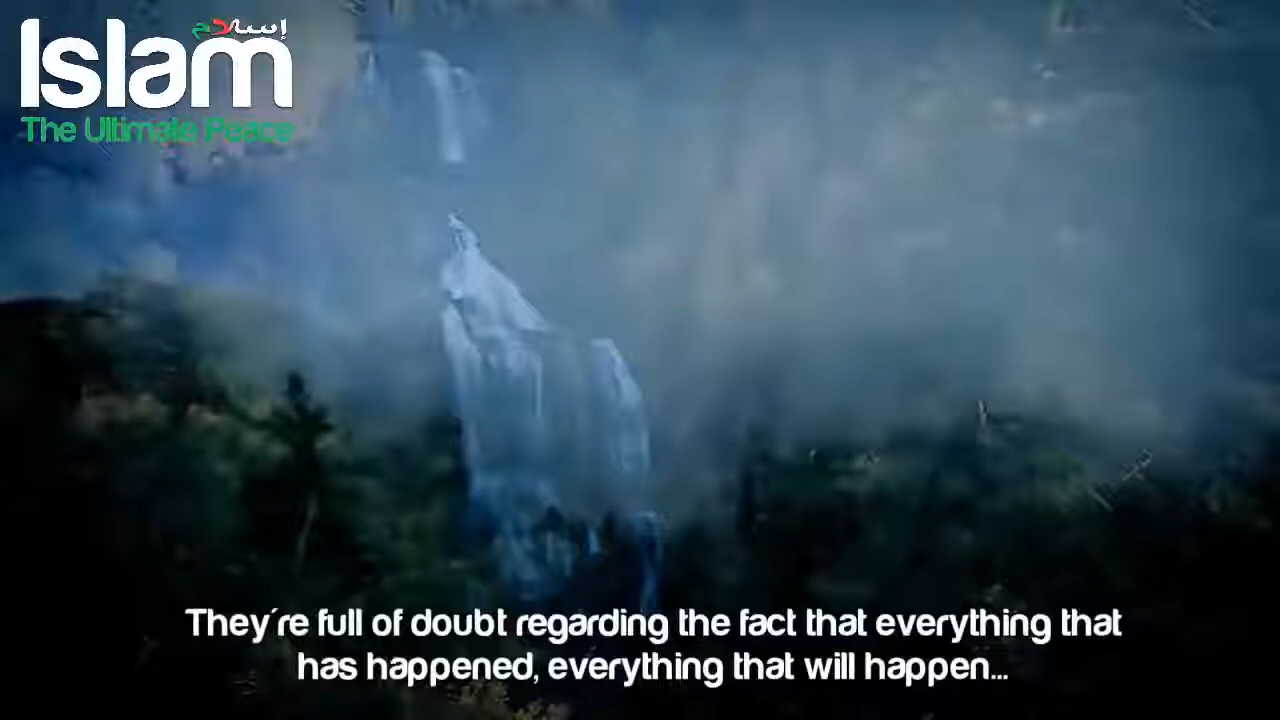 إسلام
Islam
The Ultimate Peace
They´re full of doubt regarding the fact that everything that
has happened, everything that will happen...